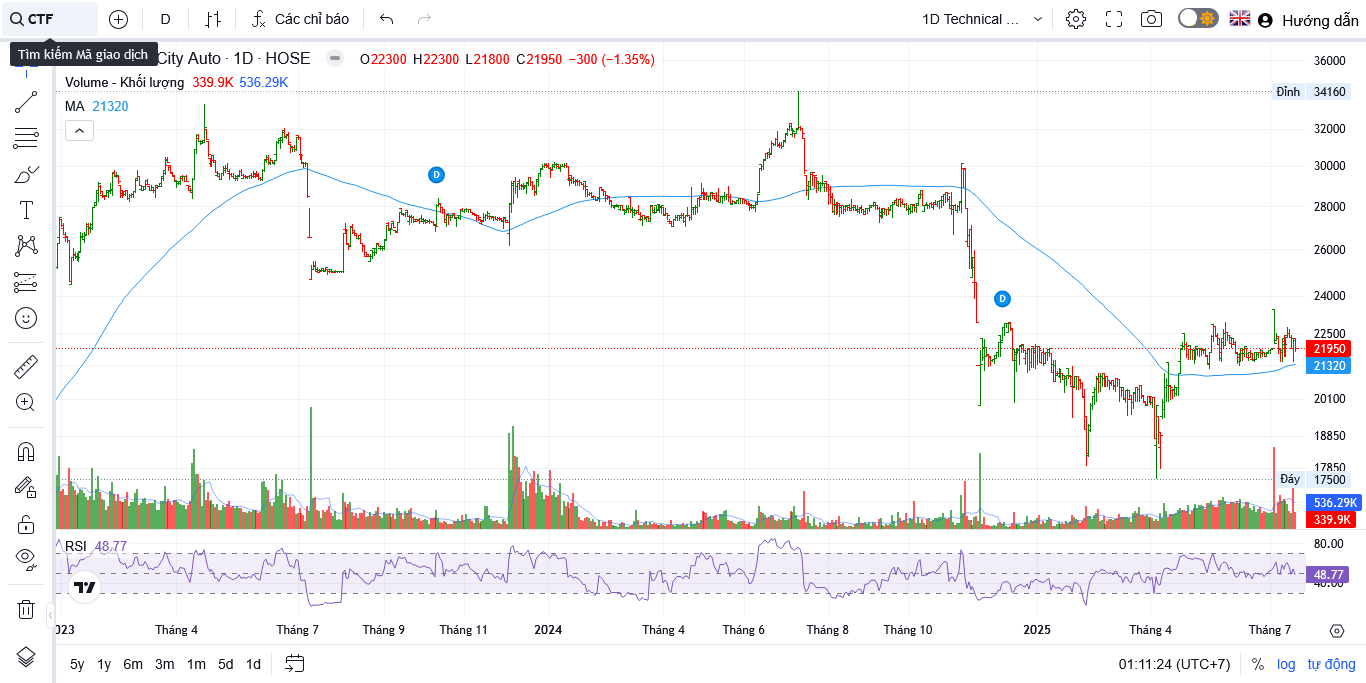 CTF D Các chỉ báo 1D Technical ... Hướng dẫn
Tìm kiếm Mã giao dịch City Auto · 1D · HOSE O22300 H22300 L21800 C21950 −300 (−1.35%)
Volume - Khối lượng 339.9K 536.29K
MA 21320
D
D
36000
Đỉnh 34160
32000
30000
28000
26000
24000
22500
21950
21320
20100
18850
17850
Đáy 17500
536.29K
339.9K
RSI 48.77
80.00
48.77
40.00
2023 Tháng 4 Tháng 7 Tháng 9 Tháng 11 2024 Tháng 4 Tháng 6 Tháng 8 Tháng 10 2025 Tháng 4 Tháng 7
5y 1y 6m 3m 1m 5d 1d 01:11:24 (UTC+7) % log tự động